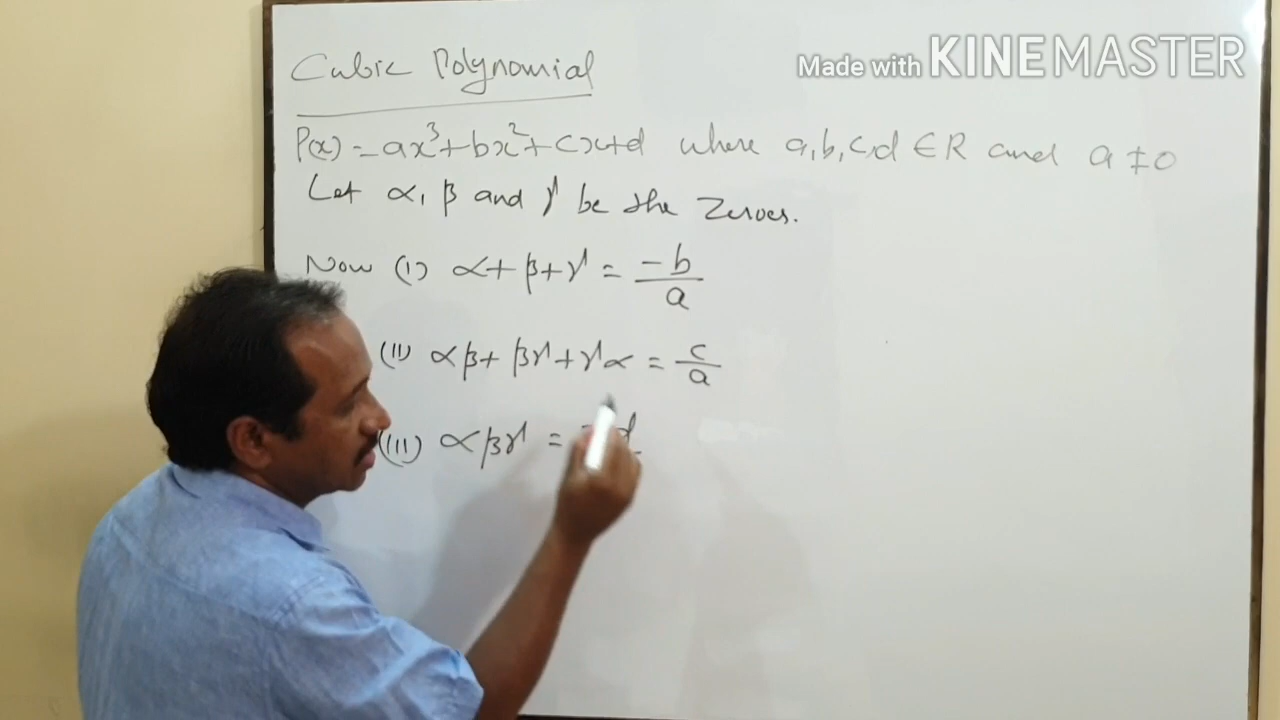 Made with KINEMASTER
Cubic Polynomial
P(x) = ax³ + bx² + cx + d where a, b, c, d ∈ R and a ≠ 0
Let α, β and γ be the Zeroes.
Now (i) α + β + γ = -b/a
(ii) αβ + βγ + γα = c/a
(iii) αβγ = -d